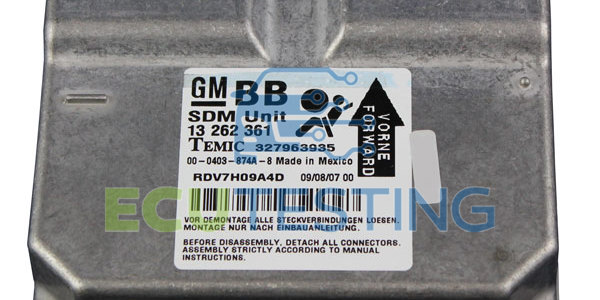 GM BB
SDM Unit
13 262 361
TEMIC 327963935
00-0403-874A-8 Made in Mexico
RDV7H09A4D 09/08/07 00
VORNE
FORWARD
ECU TESTING
VOR DEMONTAGE ALLE STECKVERBINDUNGEN LOESEN.
MONTAGE NUR NACH EINBAUANLEITUNG.
BEFORE DISASSEMBLY, DETACH ALL CONNECTORS.
ASSEMBLY STRICTLY ACCORDING TO MANUAL
INSTRUCTIONS.